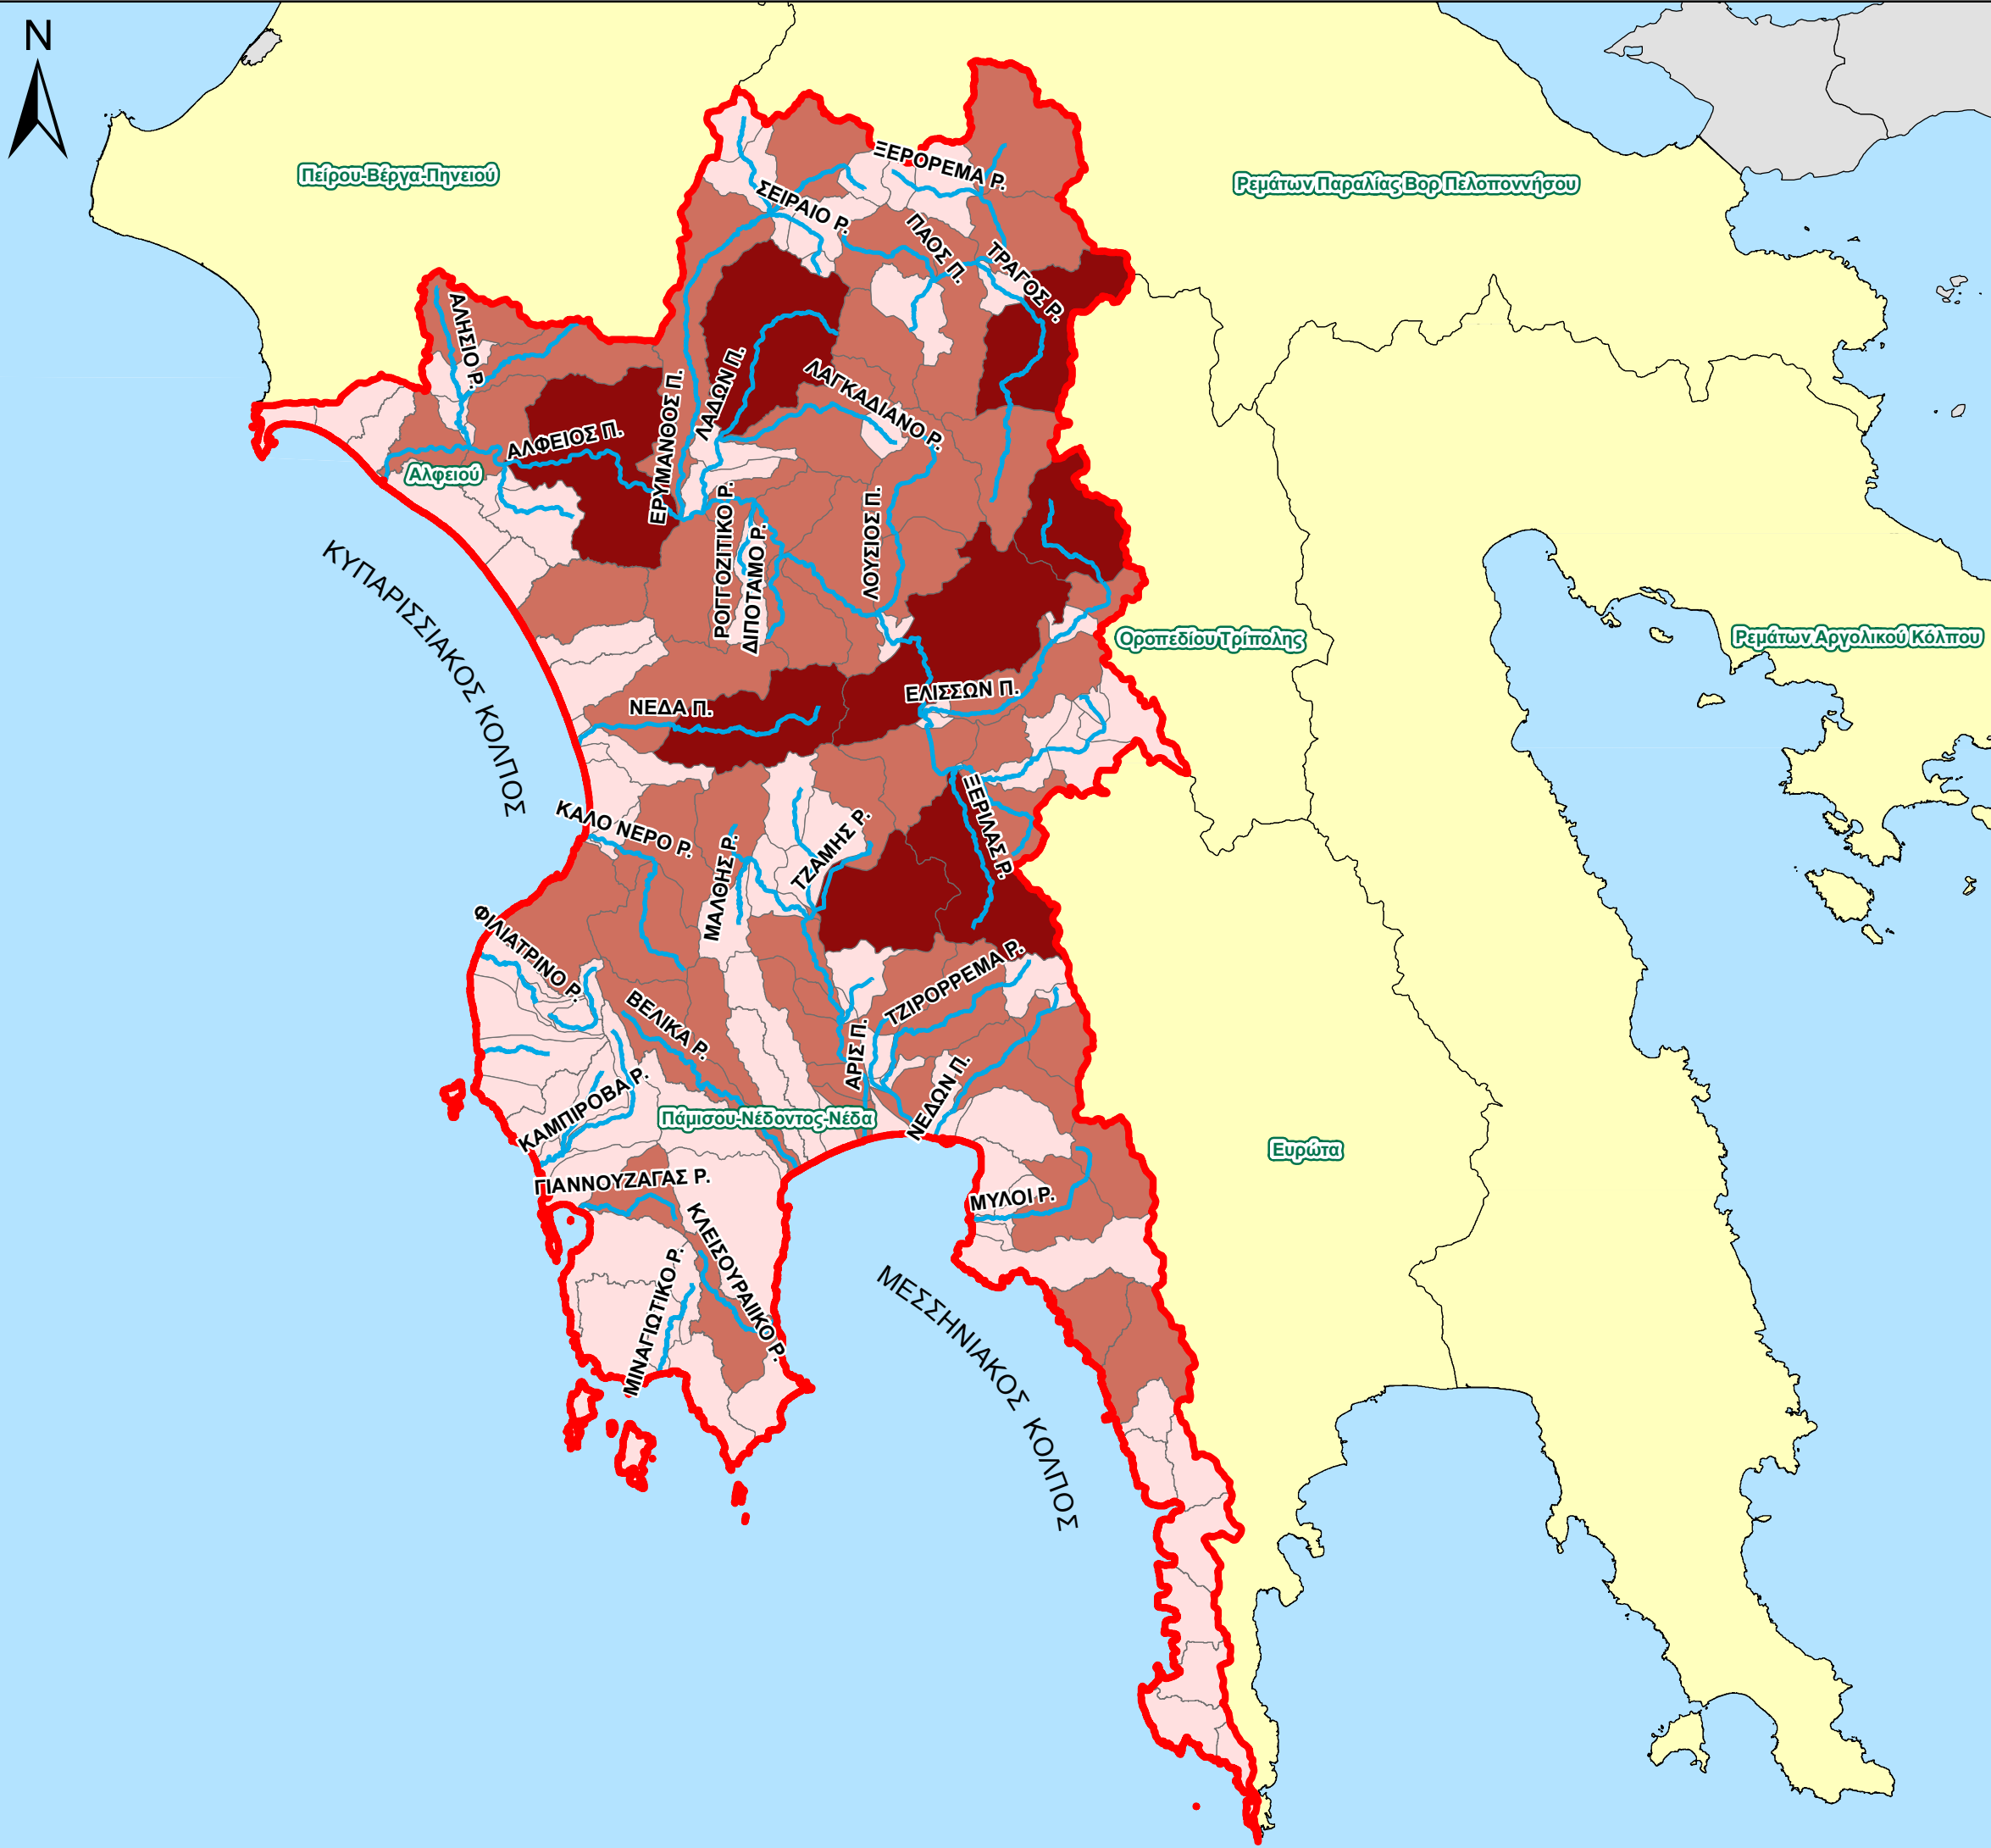 N
ΞΕΡΟΡΕΜΑ Ρ.
Πείρου-Βέργα-Πηνειού
Ρεμάτων Παραλίας Βορ Πελοποννήσου
ΣΕΙΡΑΙΟ Ρ.
ΠΑΟΣ Π.
ΤΡΑΓΟΣ Ρ.
ΑΛΗΣΙΟ Ρ.
ΛΑΔΩΝ Π.
ΛΑΓΚΑΔΙΑΝΟ Ρ.
ΕΡΥΜΑΝΘΟΣ Π.
ΑΛΦΕΙΟΣ Π.
Αλφειού
ΡΟΓΓΟΖΙΤΙΚΟ Ρ.
ΔΙΠΟΤΑΜΟ Ρ.
ΛΟΥΣΙΟΣ Π.
ΚΥΠΑΡΙΣΣΙΑΚΟΣ ΚΟΛΠΟΣ
Οροπεδίου Τρίπολης
Ρεμάτων Αργολικού Κόλπου
ΕΛΙΣΣΩΝ Π.
ΝΕΔΑ Π.
ΞΕΡΙΛΑΣ Ρ.
ΚΑΛΟ ΝΕΡΟ Ρ.
ΤΖΑΜΗΣ Ρ.
ΜΑΛΘΗΣ Ρ.
ΦΙΛΙΑΤΡΙΝΟ Ρ.
ΤΖΙΡΟΡΡΕΜΑ Ρ.
ΒΕΛΙΚΑ Ρ.
ΑΡΙΣ Π.
ΝΕΔΩΝ Π.
ΚΑΜΠΙΡΟΒΑ Ρ.
Πάμισου-Νέδοντος-Νέδα
Ευρώτα
ΓΙΑΝΝΟΥΖΑΓΑΣ Ρ.
ΜΥΛΟΙ Ρ.
ΚΛΕΙΣΟΥΡΑΙΙΚΟ Ρ.
ΜΙΝΑΓΙΩΤΙΚΟ Ρ.
ΜΕΣΣΗΝΙΑΚΟΣ ΚΟΛΠΟΣ